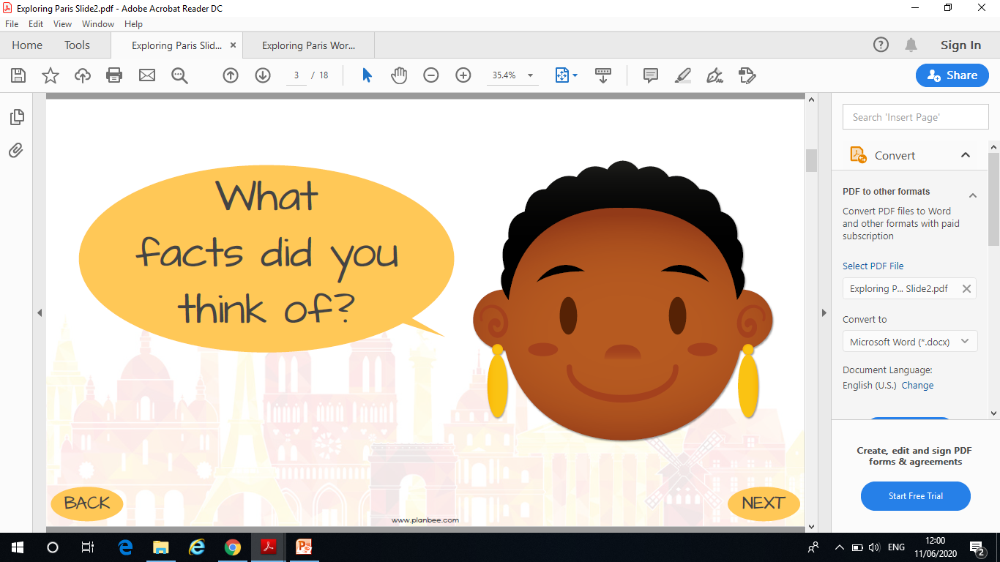 Exploring Paris Slide2.pdf - Adobe Acrobat Reader DC
File Edit View Window Help
Home Tools Exploring Paris Slid... × Exploring Paris Wor... Sign In
3 / 18 35.4% Share
What
facts did you
think of?
BACK
NEXT
www.planbee.com
Search 'Insert Page'
Convert
PDF to other formats
Convert PDF files to Word
and other formats with paid
subscription
Select PDF File
Exploring P... Slide2.pdf
Convert to
Microsoft Word (*.docx)
Document Language:
English (U.S.) Change
Create, edit and sign PDF
forms & agreements
Start Free Trial
ENG
12:00
11/06/2020
2